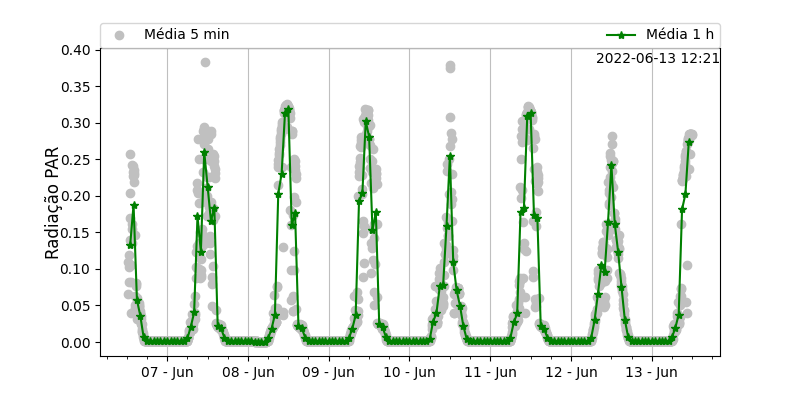 Média 5 min
Média 1 h
2022-06-13 12:21
Radiação PAR
0.40
0.35
0.30
0.25
0.20
0.15
0.10
0.05
0.00
07 - Jun
08 - Jun
09 - Jun
10 - Jun
11 - Jun
12 - Jun
13 - Jun